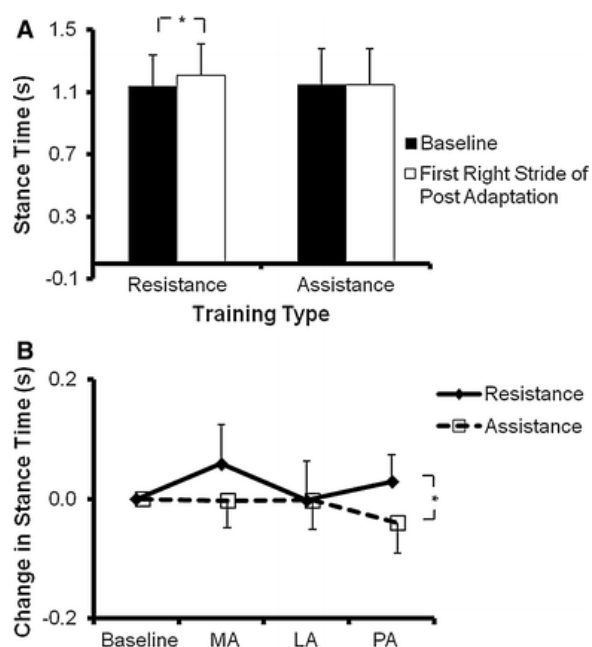 A
*
1.5
1.1
0.7
0.3
-0.1
Stance Time (s)
Baseline
First Right Stride of
Post Adaptation
Resistance Assistance
Training Type
B
0.2
0.0
-0.2
Change in Stance Time (s)
Resistance
Assistance
*
Baseline MA LA PA